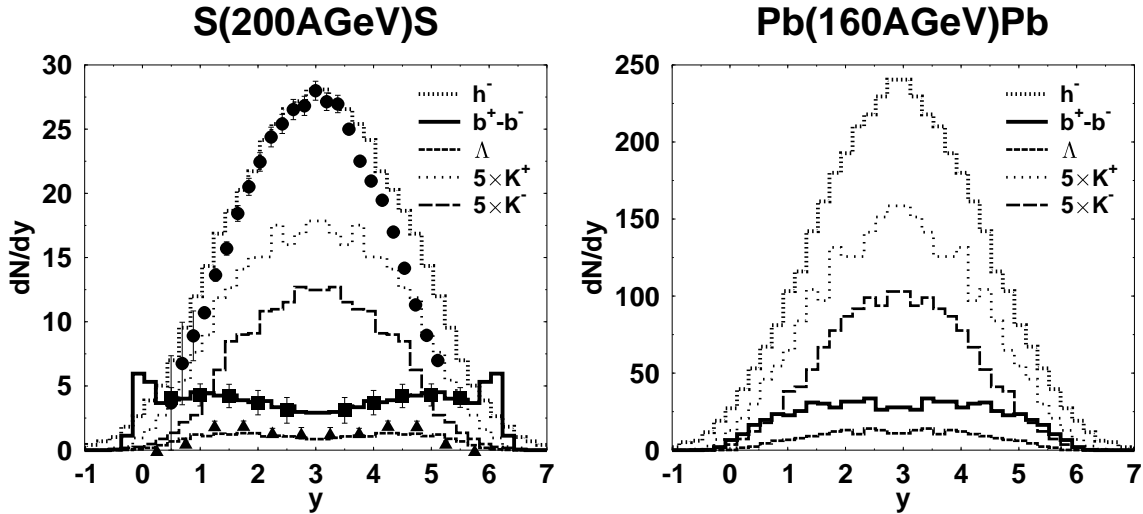 S(200AGeV)S
Pb(160AGeV)Pb
30
25
20
15
10
5
0
dN/dy
-1 0 1 2 3 4 5 6 7
y
h⁻
b⁺-b⁻
Λ
5×K⁺
5×K⁻
250
200
150
100
50
0
dN/dy
-1 0 1 2 3 4 5 6 7
y
h⁻
b⁺-b⁻
Λ
5×K⁺
5×K⁻